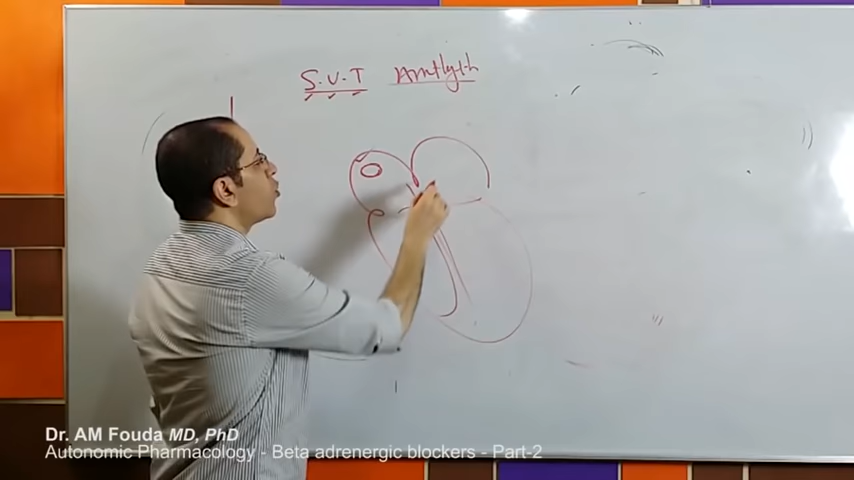 S.V.T
Dr. AM Fouda MD, PhD
Autonomic Pharmacology - Beta adrenergic blockers - Part-2